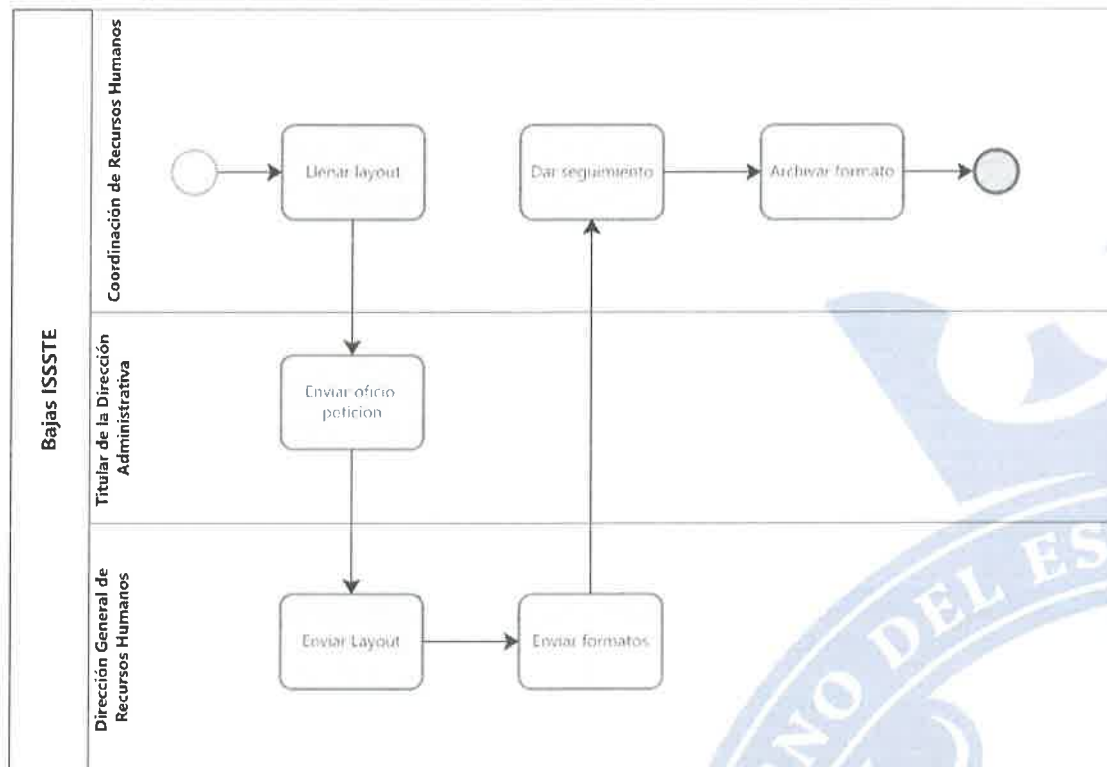 Bajas ISSSTE
Coordinación de Recursos Humanos
Llenar layout
Dar seguimiento
Archivar formato
Titular de la Dirección
Administrativa
Enviar oficio
peticion
Dirección General de
Recursos Humanos
Enviar Layout
Enviar formatos
NO DEL ES